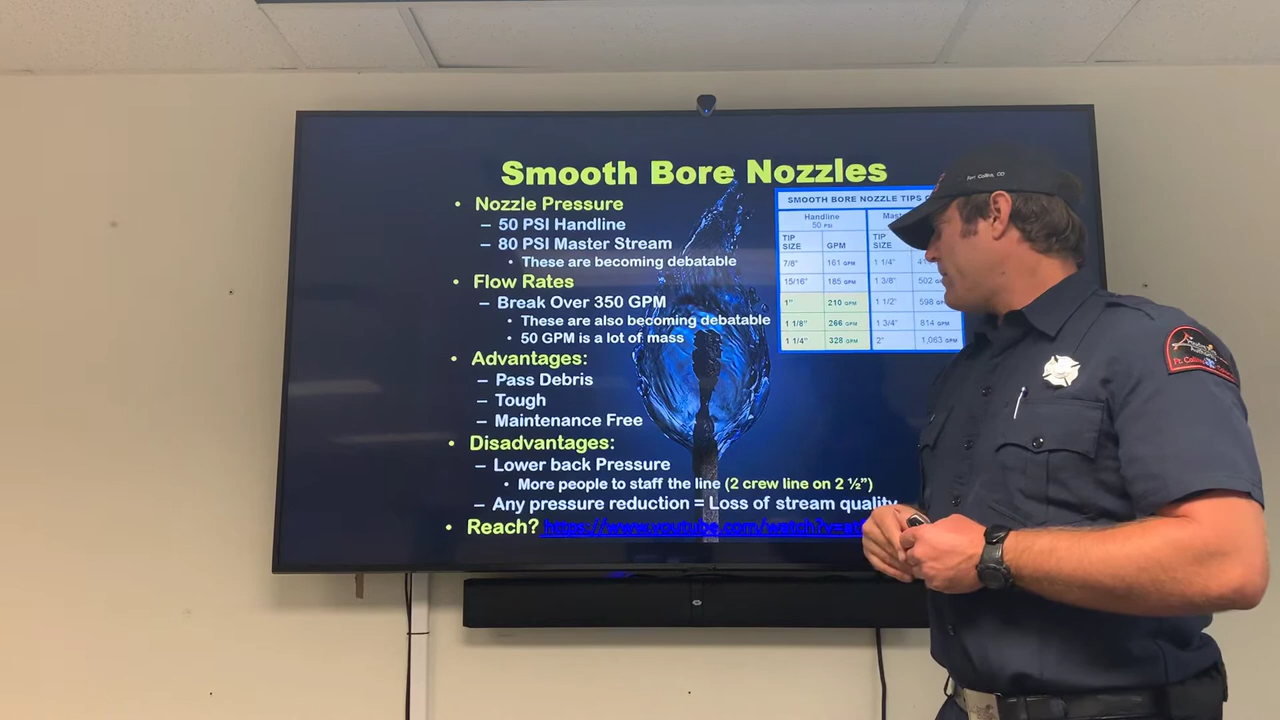 Smooth Bore Nozzles
• Nozzle Pressure
– 50 PSI Handline
– 80 PSI Master Stream
• These are becoming debatable
• Flow Rates
– Break Over 350 GPM
• These are also becoming debatable
• 50 GPM is a lot of mass
• Advantages:
– Pass Debris
– Tough
– Maintenance Free
• Disadvantages:
– Lower back Pressure
• More people to staff the line (2 crew line on 2 ½”)
– Any pressure reduction = Loss of stream quality
• Reach? https://www.youtube.com/watch?v=
SMOOTH BORE NOZZLE TIPS
Handline
50 PSI
TIP SIZE GPM TIP SIZE
7/8" 161 GPM 1 1/4"
15/16" 185 GPM 1 3/8" 502 GPM
1" 210 GPM 1 1/2" 598 GPM
1 1/8" 266 GPM 1 3/4" 814 GPM
1 1/4" 328 GPM 2" 1,063 GPM
Fort Collins, CO
Ft. Collins